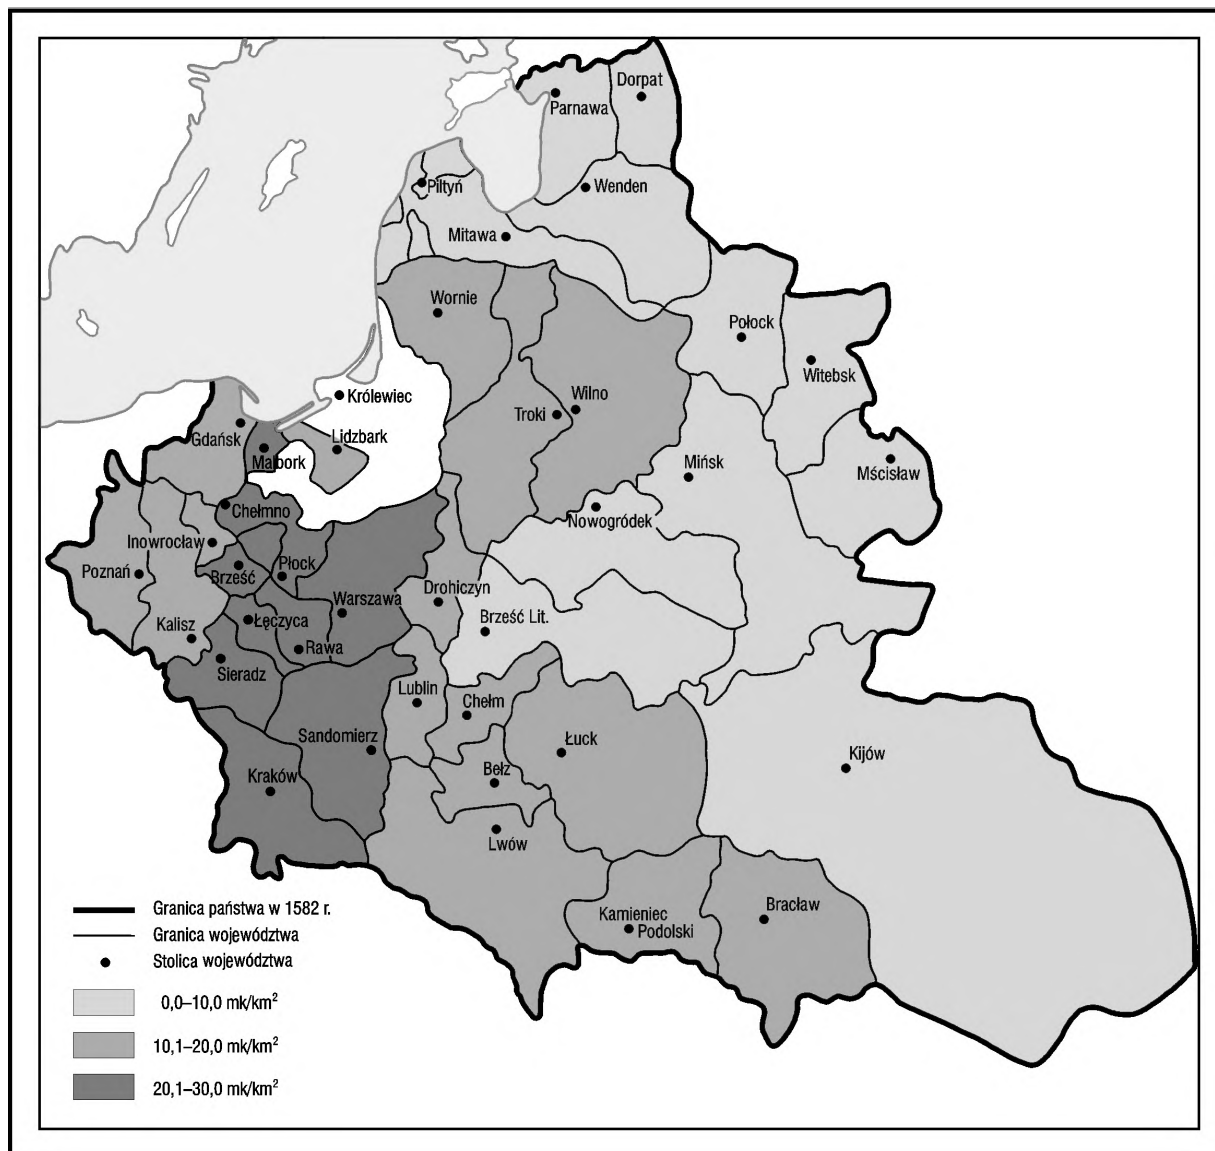 Dorpat
Parnawa
Piltyń
Wenden
Mitawa
Wornie
Połock
Witebsk
Królewiec
Wilno
Troki
Gdańsk
Lidzbark
Malbork
Mińsk
Mścisław
Chełmno
Nowogródek
Inowrocław
Poznań
Brześć
Płock
Drohiczyn
Warszawa
Kalisz
Łęczyca
Brześć Lit.
Rawa
Sieradz
Lublin
Chełm
Sandomierz
Łuck
Kijów
Kraków
Bełz
Lwów
Kamieniec
Podolski
Bracław
Granica państwa w 1582 r.
Granica województwa
Stolica województwa
0,0–10,0 mk/km²
10,1–20,0 mk/km²
20,1–30,0 mk/km²